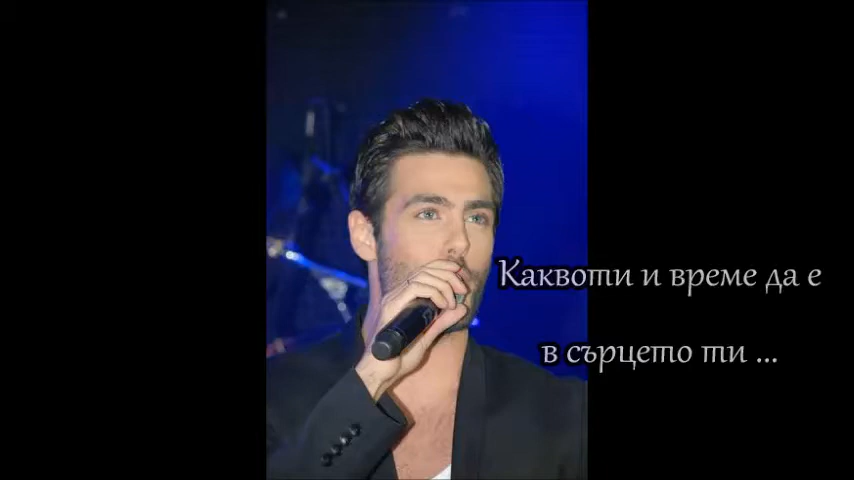 Каквоти и време да е
в сърцето ти ...